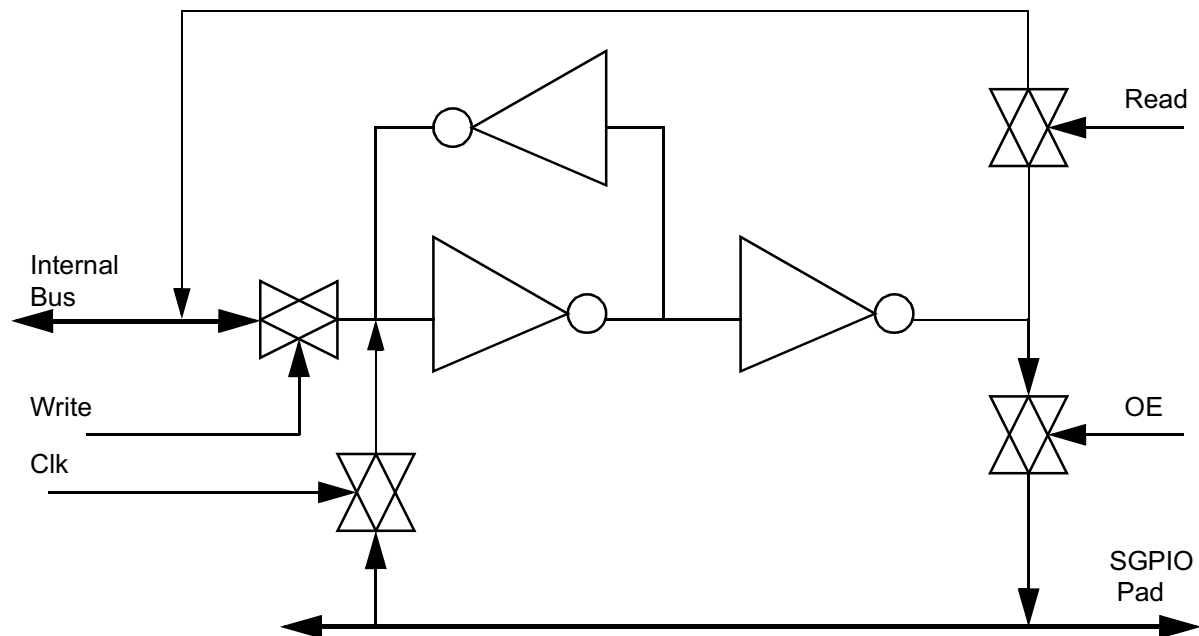 Read
Internal
Bus
Write
OE
Clk
SGPIO
Pad